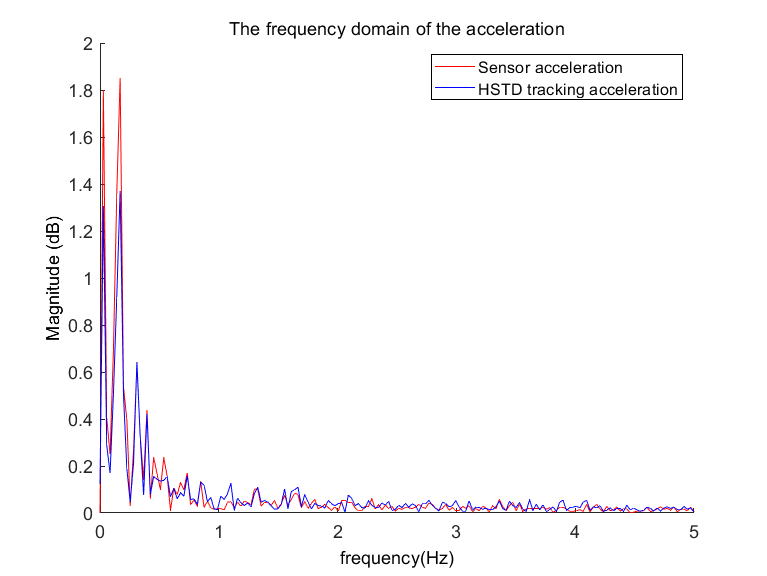 The frequency domain of the acceleration
Sensor acceleration
HSTD tracking acceleration
Magnitude (dB)
2
1.8
1.6
1.4
1.2
1
0.8
0.6
0.4
0.2
0
0 1 2 3 4 5
frequency(Hz)